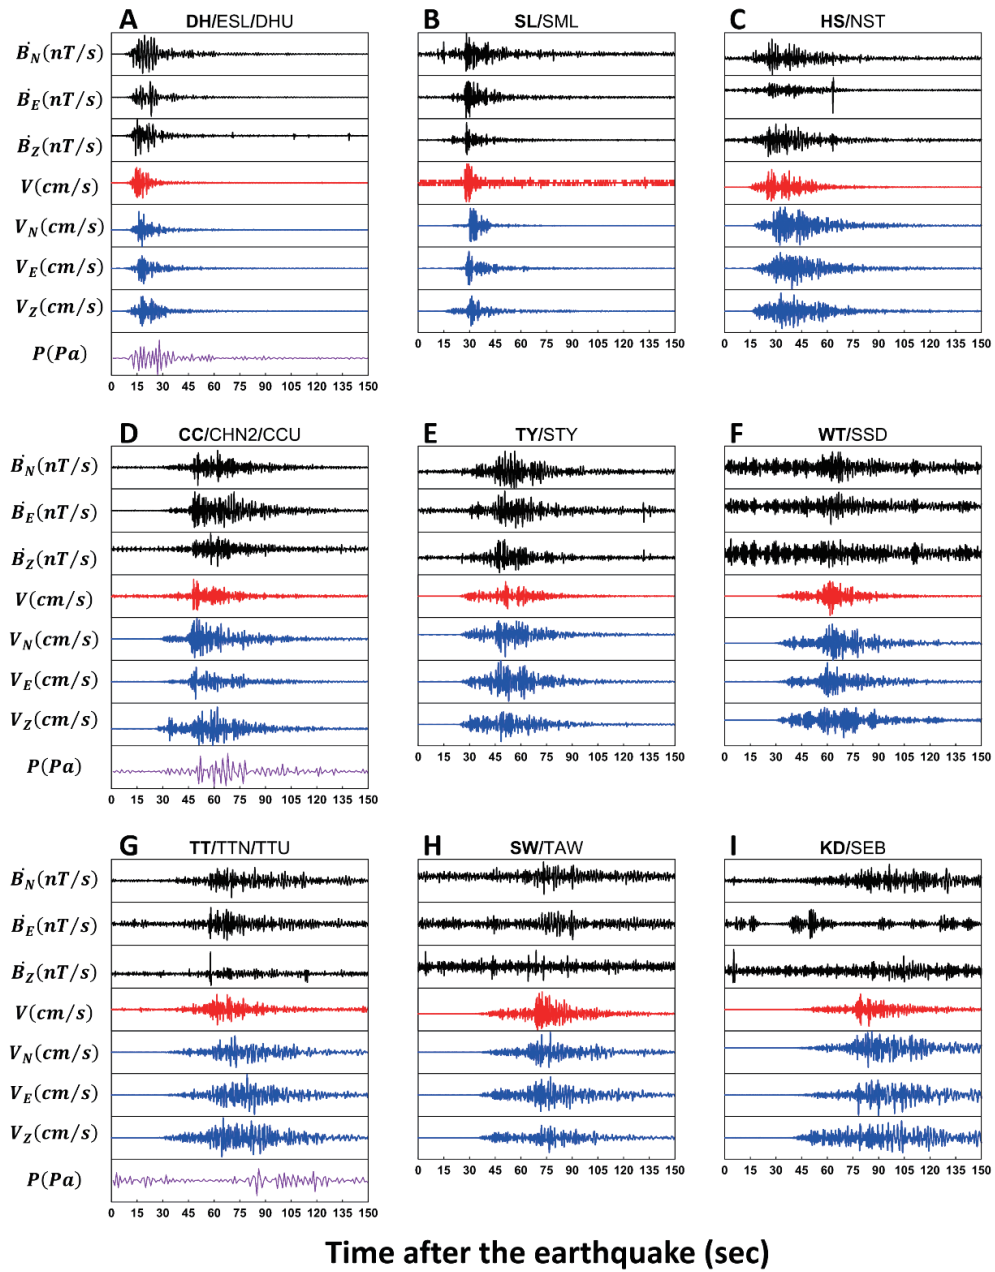 A DH/ESL/DHU B SL/SML C HS/NST
Ḃ_N(nT/s)
Ḃ_E(nT/s)
Ḃ_Z(nT/s)
V(cm/s)
V_N(cm/s)
V_E(cm/s)
V_Z(cm/s)
P(Pa)
0 15 30 45 60 75 90 105 120 135 150
0 15 30 45 60 75 90 105 120 135 150
0 15 30 45 60 75 90 105 120 135 150
D CC/CHN2/CCU E TY/STY F WT/SSD
Ḃ_N(nT/s)
Ḃ_E(nT/s)
Ḃ_Z(nT/s)
V(cm/s)
V_N(cm/s)
V_E(cm/s)
V_Z(cm/s)
P(Pa)
0 15 30 45 60 75 90 105 120 135 150
0 15 30 45 60 75 90 105 120 135 150
0 15 30 45 60 75 90 105 120 135 150
G TT/TTN/TTU H SW/TAW I KD/SEB
Ḃ_N(nT/s)
Ḃ_E(nT/s)
Ḃ_Z(nT/s)
V(cm/s)
V_N(cm/s)
V_E(cm/s)
V_Z(cm/s)
P(Pa)
0 15 30 45 60 75 90 105 120 135 150
0 15 30 45 60 75 90 105 120 135 150
0 15 30 45 60 75 90 105 120 135 150
Time after the earthquake (sec)